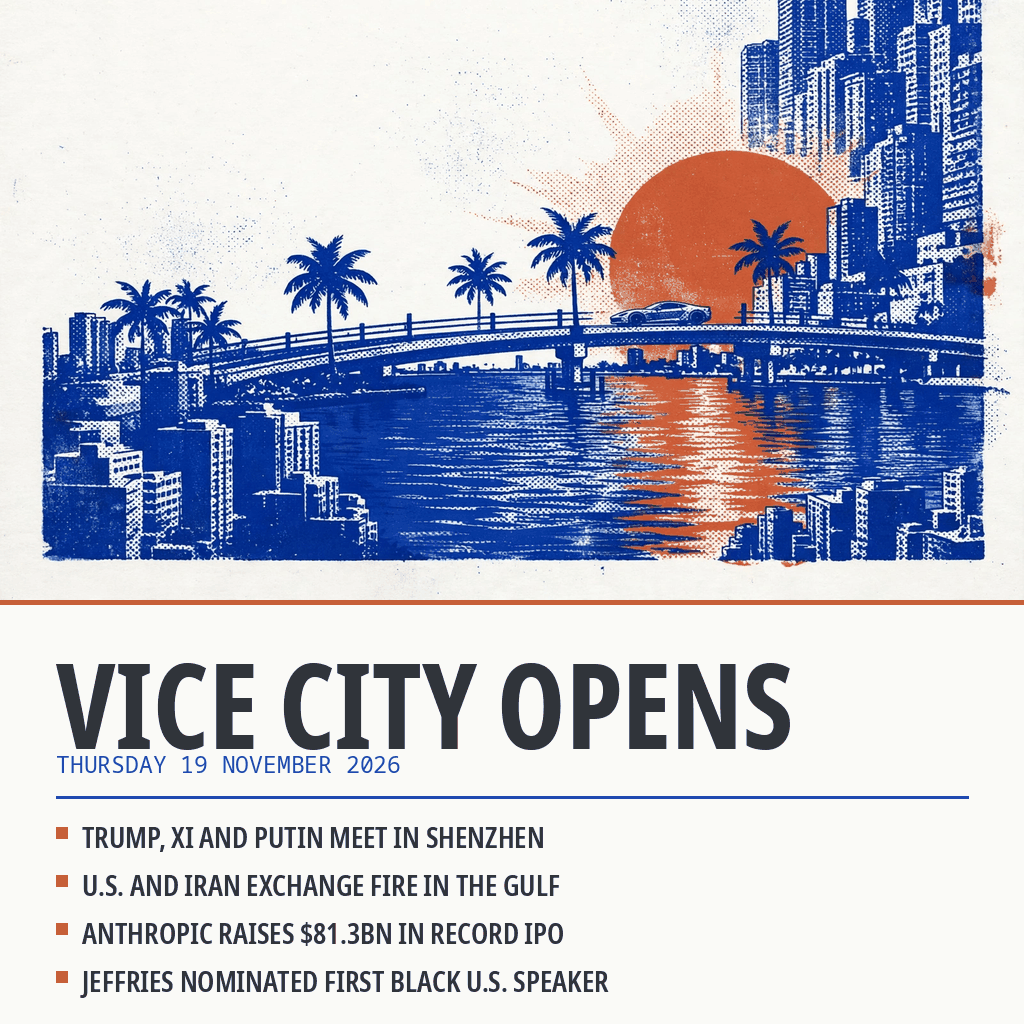 VICE CITY OPENS
THURSDAY 19 NOVEMBER 2026
TRUMP, XI AND PUTIN MEET IN SHENZHEN
U.S. AND IRAN EXCHANGE FIRE IN THE GULF
ANTHROPIC RAISES $81.3BN IN RECORD IPO
JEFFRIES NOMINATED FIRST BLACK U.S. SPEAKER